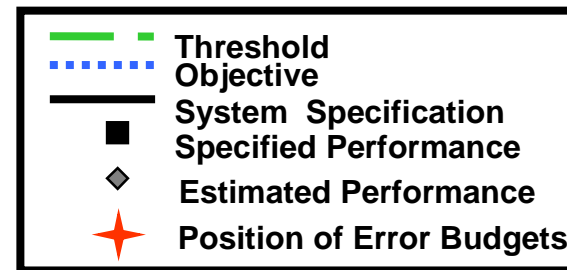 Threshold
Objective
System Specification
Specified Performance
Estimated Performance
Position of Error Budgets